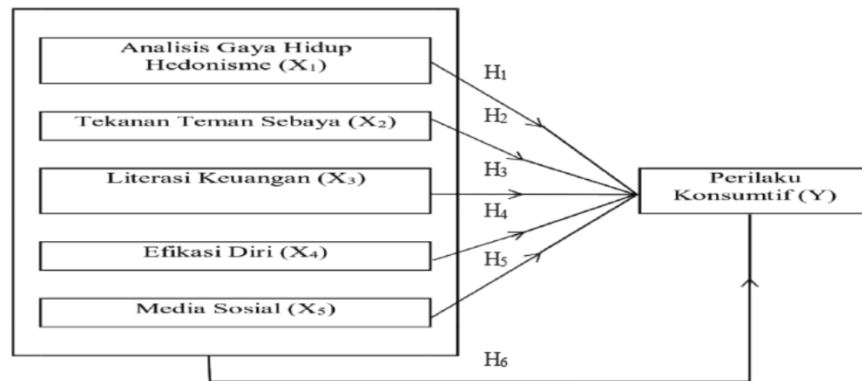 Analisis Gaya Hidup
Hedonisme (X₁)
Tekanan Teman Sebaya (X₂)
Literasi Keuangan (X₃)
Efikasi Diri (X₄)
Media Sosial (X₅)
H₁
H₂
H₃
H₄
H₅
H₆
Perilaku
Konsumtif (Y)